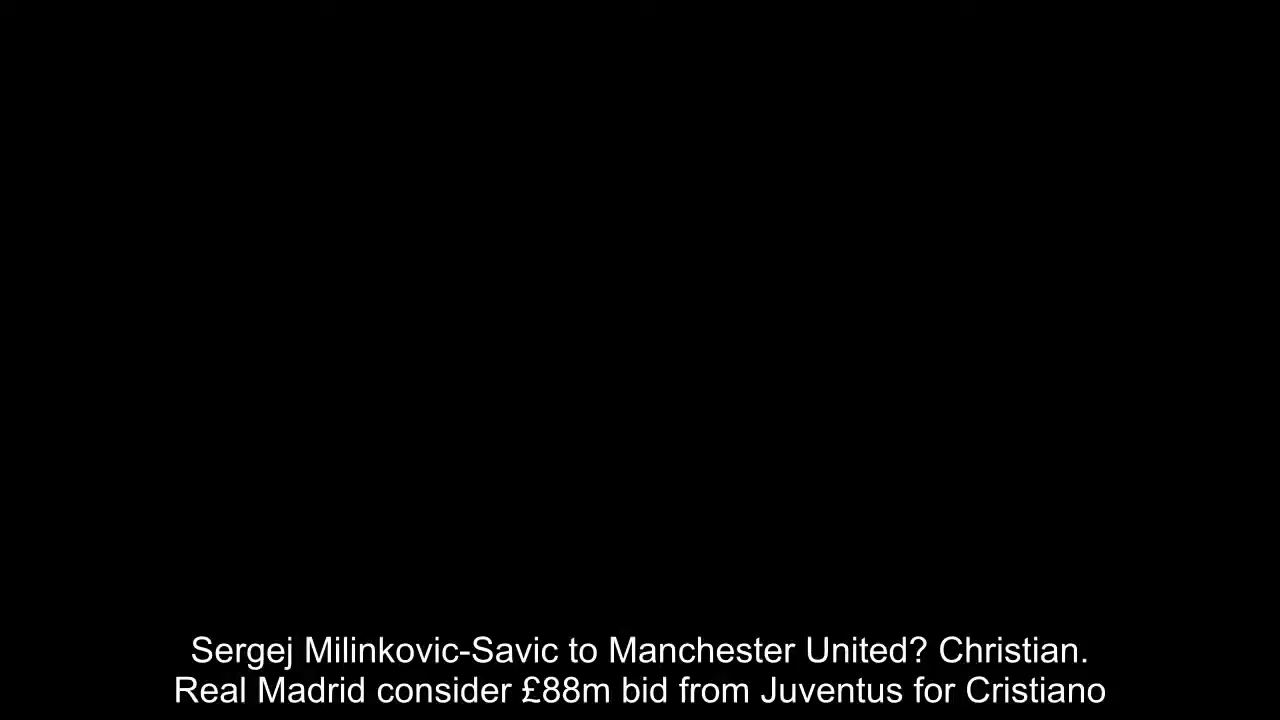 Sergej Milinkovic-Savic to Manchester United? Christian.
Real Madrid consider £88m bid from Juventus for Cristiano